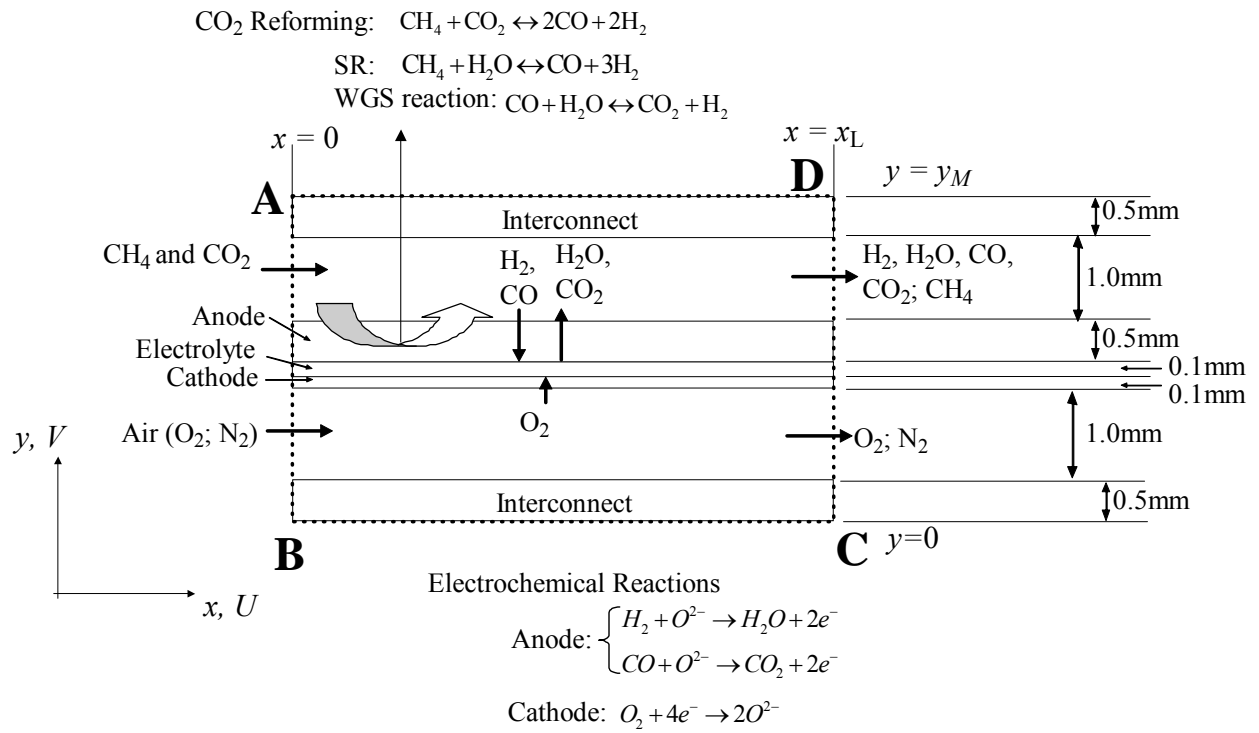 CO₂ Reforming: CH₄ + CO₂ ↔ 2CO + 2H₂
SR: CH₄ + H₂O ↔ CO + 3H₂
WGS reaction: CO + H₂O ↔ CO₂ + H₂
x = 0
x = x_L
A
D
y = y_M
Interconnect
0.5mm
CH₄ and CO₂
H₂,
CO
H₂O,
CO₂
H₂, H₂O, CO,
CO₂; CH₄
1.0mm
Anode
0.5mm
Electrolyte
0.1mm
Cathode
0.1mm
O₂
y, V
Air (O₂; N₂)
O₂; N₂
1.0mm
Interconnect
0.5mm
B
C
y=0
x, U
Electrochemical Reactions
Anode: { H₂ + O²⁻ → H₂O + 2e⁻
CO + O²⁻ → CO₂ + 2e⁻
Cathode: O₂ + 4e⁻ → 2O²⁻